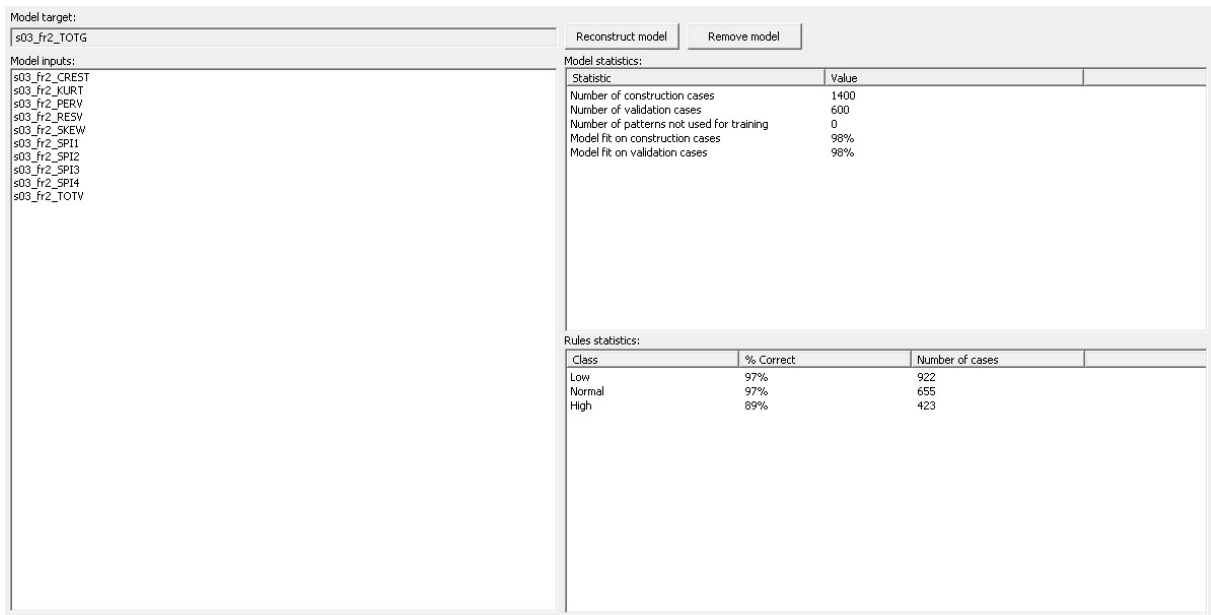 Model target:
s03_fr2_TOTG
Reconstruct model
Remove model
Model inputs:
s03_fr2_CREST
s03_fr2_KURT
s03_fr2_PERV
s03_fr2_RESV
s03_fr2_SKEW
s03_fr2_SPI1
s03_fr2_SPI2
s03_fr2_SPI3
s03_fr2_SPI4
s03_fr2_TOTV
Model statistics:
Statistic Value
Number of construction cases 1400
Number of validation cases 600
Number of patterns not used for training 0
Model fit on construction cases 98%
Model fit on validation cases 98%
Rules statistics:
Class % Correct Number of cases
Low 97% 922
Normal 97% 655
High 89% 423